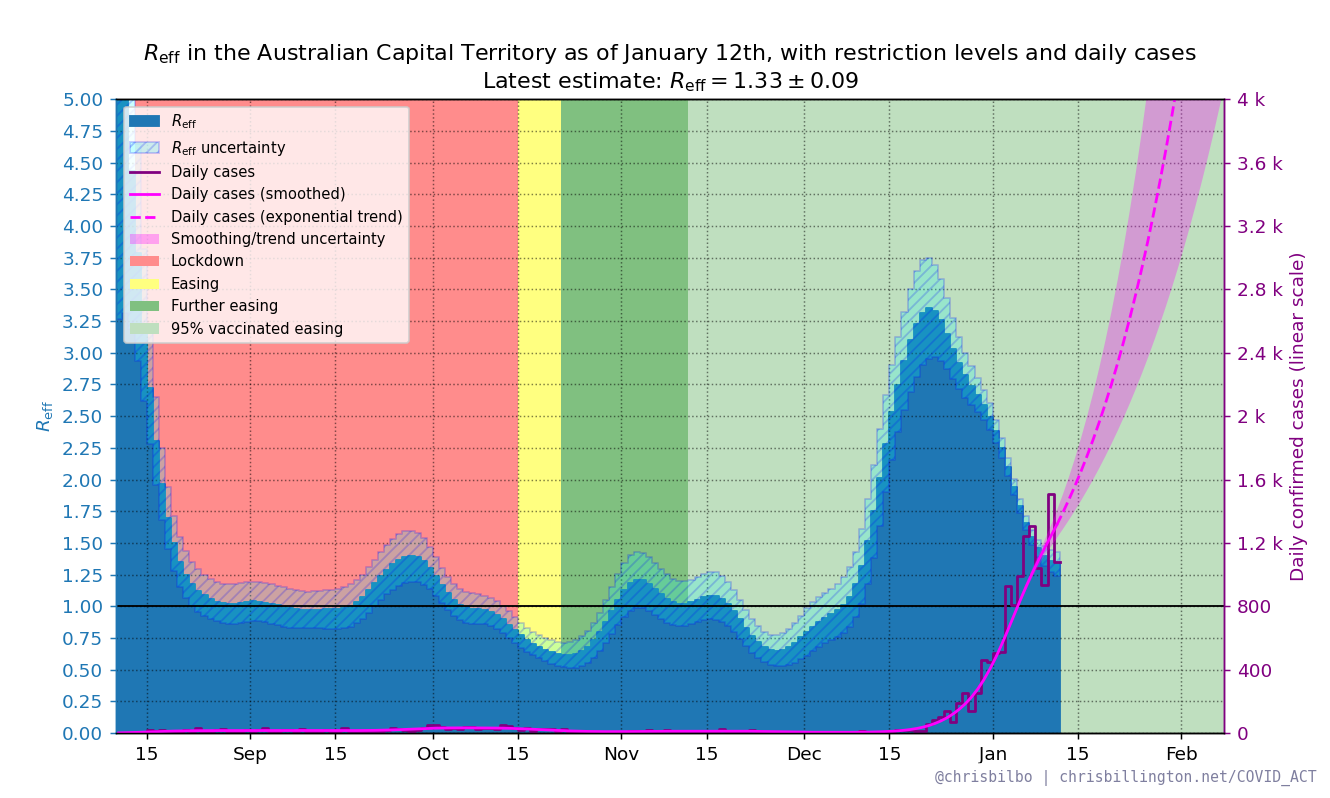 R_eff in the Australian Capital Territory as of January 12th, with restriction levels and daily cases
Latest estimate: R_eff = 1.33 ± 0.09
5.00
4.75
4.50
4.25
4.00
3.75
3.50
3.25
3.00
2.75
2.50
2.25
2.00
1.75
1.50
1.25
1.00
0.75
0.50
0.25
0.00
R_eff
R_eff
R_eff uncertainty
Daily cases
Daily cases (smoothed)
Daily cases (exponential trend)
Smoothing/trend uncertainty
Lockdown
Easing
Further easing
95% vaccinated easing
4 k
3.6 k
3.2 k
2.8 k
2.4 k
2 k
1.6 k
1.2 k
800
400
0
Daily confirmed cases (linear scale)
15 Sep 15 Oct 15 Nov 15 Dec 15 Jan 15 Feb
@chrisbilbo | chrisbillington.net/COVID_ACT